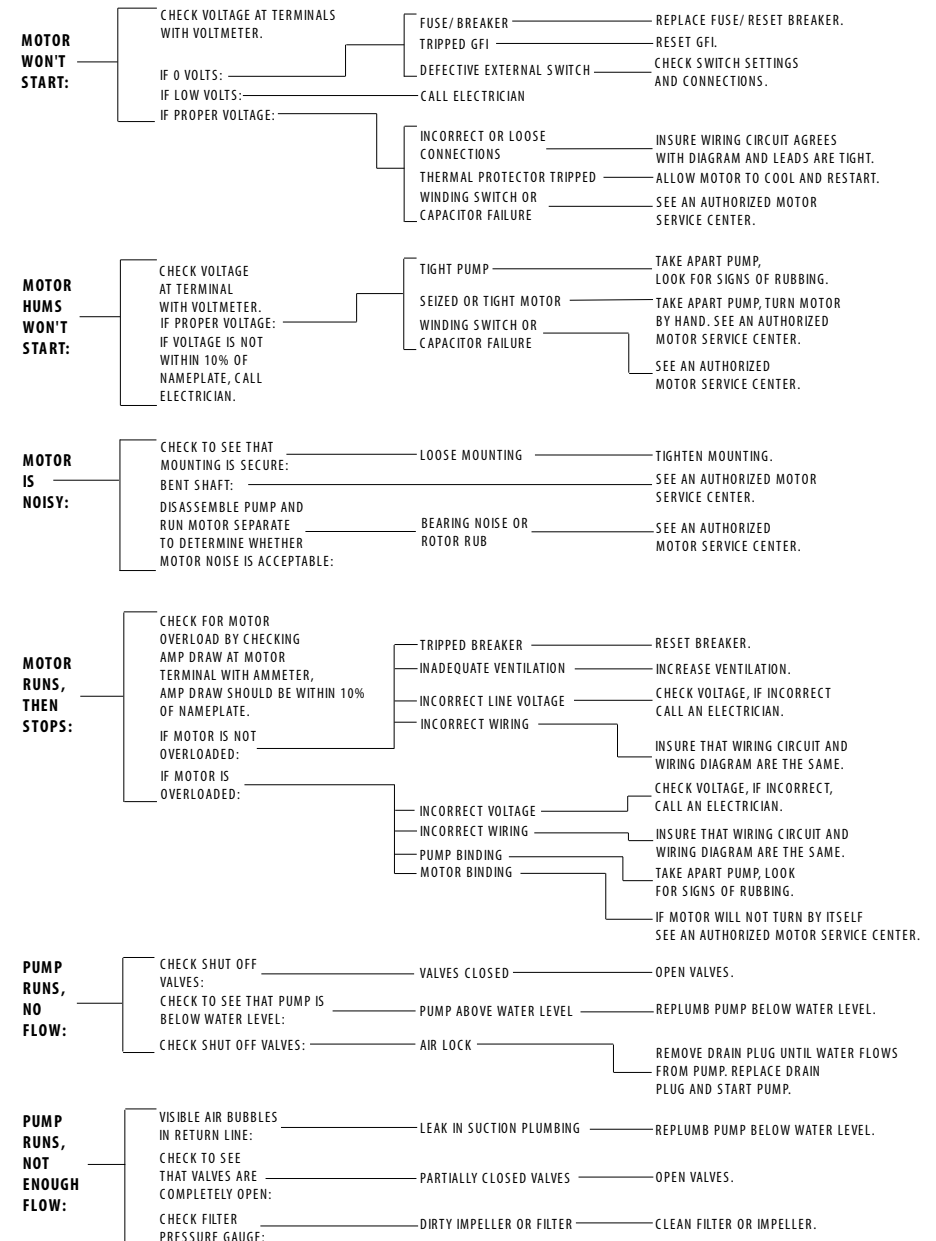 MOTOR
WON'T
START:
CHECK VOLTAGE AT TERMINALS
WITH VOLTMETER.
IF 0 VOLTS:
FUSE/ BREAKER
REPLACE FUSE/ RESET BREAKER.
TRIPPED GFI
RESET GFI.
DEFECTIVE EXTERNAL SWITCH
CHECK SWITCH SETTINGS
AND CONNECTIONS.
IF LOW VOLTS:
CALL ELECTRICIAN
IF PROPER VOLTAGE:
INCORRECT OR LOOSE
CONNECTIONS
INSURE WIRING CIRCUIT AGREES
WITH DIAGRAM AND LEADS ARE TIGHT.
THERMAL PROTECTOR TRIPPED
ALLOW MOTOR TO COOL AND RESTART.
WINDING SWITCH OR
CAPACITOR FAILURE
SEE AN AUTHORIZED MOTOR
SERVICE CENTER.
MOTOR
HUMS
WON'T
START:
CHECK VOLTAGE
AT TERMINAL
WITH VOLTMETER.
IF PROPER VOLTAGE:
IF VOLTAGE IS NOT
WITHIN 10% OF
NAMEPLATE, CALL
ELECTRICIAN.
TIGHT PUMP
TAKE APART PUMP,
LOOK FOR SIGNS OF RUBBING.
SEIZED OR TIGHT MOTOR
TAKE APART PUMP, TURN MOTOR
BY HAND. SEE AN AUTHORIZED
MOTOR SERVICE CENTER.
WINDING SWITCH OR
CAPACITOR FAILURE
SEE AN AUTHORIZED
MOTOR SERVICE CENTER.
MOTOR
IS
NOISY:
CHECK TO SEE THAT
MOUNTING IS SECURE:
LOOSE MOUNTING
TIGHTEN MOUNTING.
BENT SHAFT:
SEE AN AUTHORIZED MOTOR
SERVICE CENTER.
DISASSEMBLE PUMP AND
RUN MOTOR SEPARATE
TO DETERMINE WHETHER
MOTOR NOISE IS ACCEPTABLE:
BEARING NOISE OR
ROTOR RUB
SEE AN AUTHORIZED
MOTOR SERVICE CENTER.
MOTOR
RUNS,
THEN
STOPS:
CHECK FOR MOTOR
OVERLOAD BY CHECKING
AMP DRAW AT MOTOR
TERMINAL WITH AMMETER,
AMP DRAW SHOULD BE WITHIN 10%
OF NAMEPLATE.
IF MOTOR IS NOT
OVERLOADED:
TRIPPED BREAKER
RESET BREAKER.
INADEQUATE VENTILATION
INCREASE VENTILATION.
INCORRECT LINE VOLTAGE
CHECK VOLTAGE, IF INCORRECT
CALL AN ELECTRICIAN.
INCORRECT WIRING
INSURE THAT WIRING CIRCUIT AND
WIRING DIAGRAM ARE THE SAME.
IF MOTOR IS
OVERLOADED:
INCORRECT VOLTAGE
CHECK VOLTAGE, IF INCORRECT,
CALL AN ELECTRICIAN.
INCORRECT WIRING
INSURE THAT WIRING CIRCUIT AND
WIRING DIAGRAM ARE THE SAME.
PUMP BINDING
TAKE APART PUMP, LOOK
FOR SIGNS OF RUBBING.
MOTOR BINDING
IF MOTOR WILL NOT TURN BY ITSELF
SEE AN AUTHORIZED MOTOR SERVICE CENTER.
PUMP
RUNS,
NO
FLOW:
CHECK SHUT OFF
VALVES:
VALVES CLOSED
OPEN VALVES.
CHECK TO SEE THAT PUMP IS
BELOW WATER LEVEL:
PUMP ABOVE WATER LEVEL
REPLUMB PUMP BELOW WATER LEVEL.
CHECK SHUT OFF VALVES:
AIR LOCK
REMOVE DRAIN PLUG UNTIL WATER FLOWS
FROM PUMP. REPLACE DRAIN
PLUG AND START PUMP.
PUMP
RUNS,
NOT
ENOUGH
FLOW:
VISIBLE AIR BUBBLES
IN RETURN LINE:
LEAK IN SUCTION PLUMBING
REPLUMB PUMP BELOW WATER LEVEL.
CHECK TO SEE
THAT VALVES ARE
COMPLETELY OPEN:
PARTIALLY CLOSED VALVES
OPEN VALVES.
CHECK FILTER
PRESSURE GAUGE:
DIRTY IMPELLER OR FILTER
CLEAN FILTER OR IMPELLER.